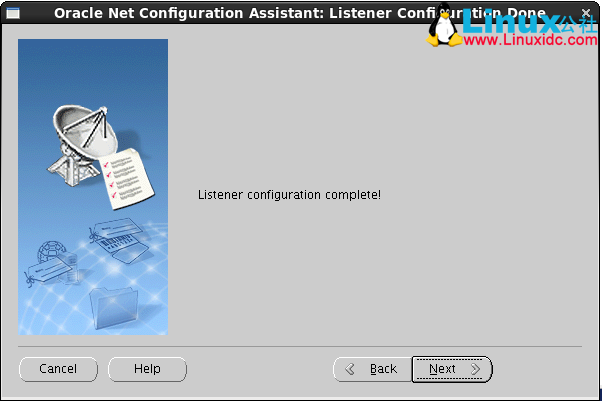 Oracle Net Configuration Assistant: Listener Configuration Done
Linux公社
www.Linuxidc.com
Listener configuration complete!
Cancel
Help
Back
Next